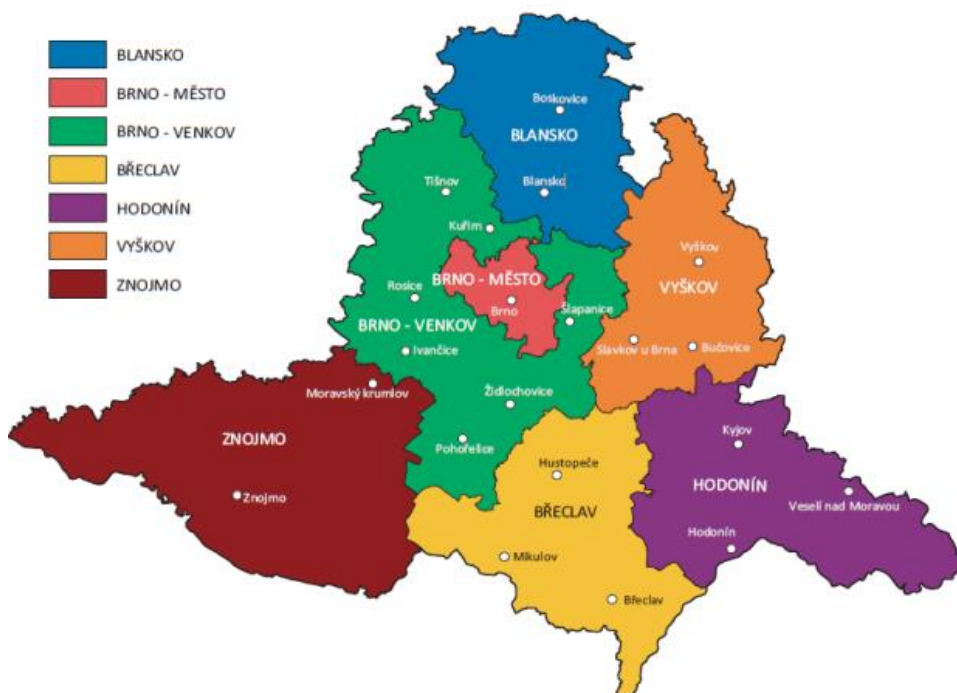 BLANSKO
BRNO - MĚSTO
BRNO - VENKOV
BŘECLAV
HODONÍN
VYŠKOV
ZNOJMO
Boskovice
BLANSKO
Blansko
Tišnov
Kuřim
Vyškov
BRNO - MĚSTO
VYŠKOV
Rosice
Brno
Šlapanice
BRNO - VENKOV
Ivančice
Slavkov u Brna
Bučovice
Moravský krumlov
Židlochovice
ZNOJMO
Pohořelice
Kyjov
Hustopeče
HODONÍN
Znojmo
Veselí nad Moravou
BŘECLAV
Hodonín
Mikulov
Břeclav